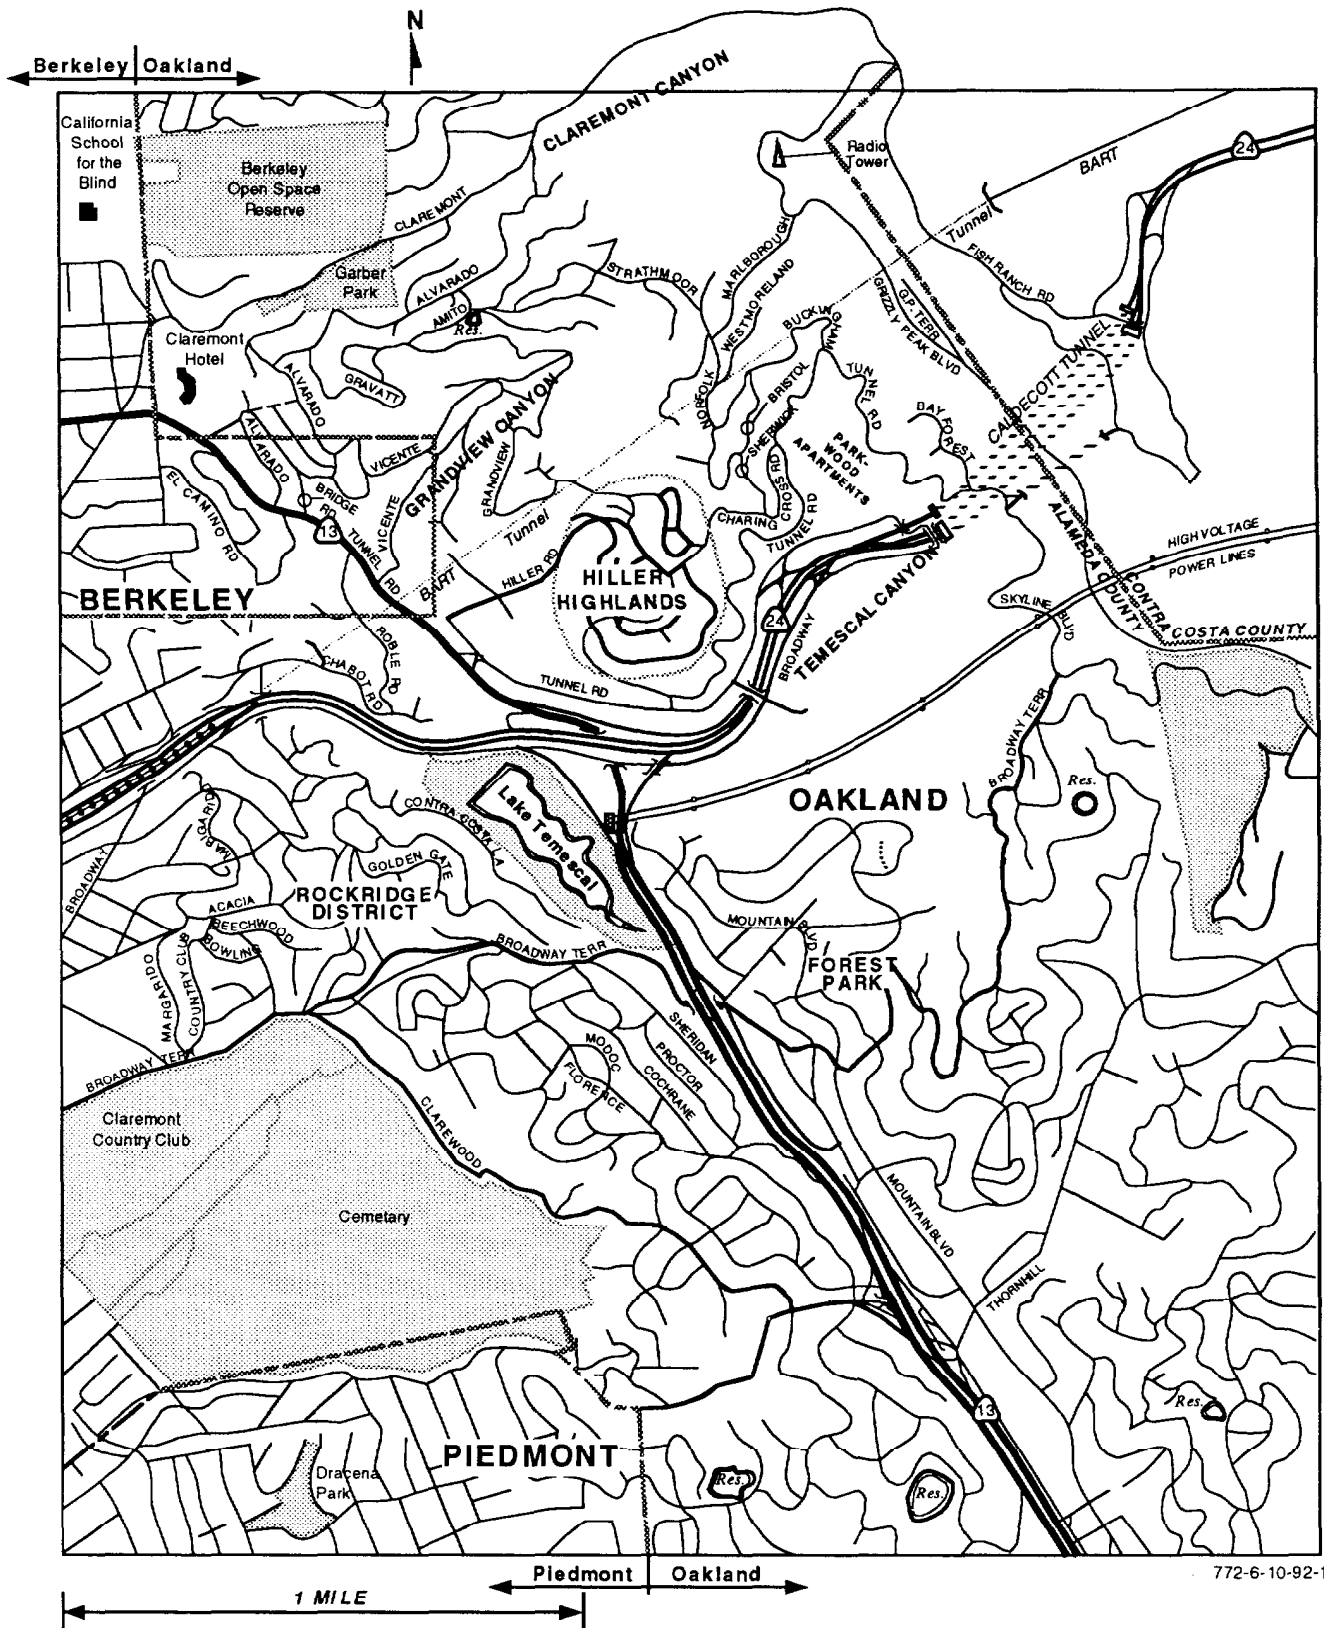 N
Berkeley Oakland
California
School
for the
Blind
Berkeley
Open Space
Reserve
CLAREMONT CANYON
Radio
Tower
BART
24
Tunnel
CLAREMONT
Garber
Park
ALVARADO
AMITO
Res.
STRATHMOOR
MARLBOROUGH
WESTMORELAND
NORFOLK
FISH RANCH RD
G.P. TERR
GRIZZLY PEAK BLVD
BUCKINGHAM
BRISTOL
SHERWICK
TUNNEL RD
BAY FOREST
CALDECOTT TUNNEL
Claremont
Hotel
ALVARADO
GRAVATT
ALVARADO
VICENTE
GRANDVIEW CANYON
GRANDVIEW
PARK-
WOOD
APARTMENTS
EL CAMINO RD
BRIDGE
RD
13
TUNNEL RD
VICENTE
Tunnel
BART
HILLER RD
HILLER
HIGHLANDS
CHARING
CROSS RD
TUNNEL RD
24
BROADWAY
TEMESCAL CANYON
ALAMEDA COUNTY
CONTRA
COSTA COUNTY
HIGH VOLTAGE
POWER LINES
SKYLINE BLVD
BERKELEY
ROBLE RD
CHABOT RD
TUNNEL RD
BROADWAY TERR
Res.
OAKLAND
Lake Temescal
CONTRA COSTA LA
MARGARIDO
GOLDEN GATE
BROADWAY
ROCKRIDGE
DISTRICT
ACACIA
BEECHWOOD
BOWLING
MARGARIDO
COUNTRY CLUB
BROADWAY TERR
MOUNTAIN BLVD
FOREST
PARK
BROADWAY TERR
SHERIDAN
PROCTOR
COCHRANE
MODOC
FLORENCE
Claremont
Country Club
CLAREWOOD
Cemetary
MOUNTAIN BLVD
THORNHILL
13
Res.
PIEDMONT
Dracena
Park
Res.
Res.
Piedmont Oakland
772-6-10-92-1
1 MILE